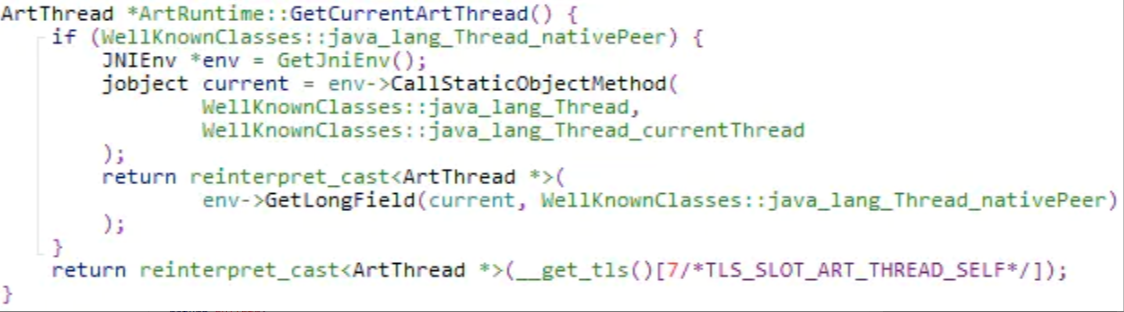 ArtThread *ArtRuntime::GetCurrentArtThread() {
    if (WellKnownClasses::java_lang_Thread_nativePeer) {
        JNIEnv *env = GetJniEnv();
        jobject current = env->CallStaticObjectMethod(
                WellKnownClasses::java_lang_Thread,
                WellKnownClasses::java_lang_Thread_currentThread
        );
        return reinterpret_cast<ArtThread *>(
                env->GetLongField(current, WellKnownClasses::java_lang_Thread_nativePeer)
        );
    }
    return reinterpret_cast<ArtThread *>(__get_tls()[7/*TLS_SLOT_ART_THREAD_SELF*/]);
}